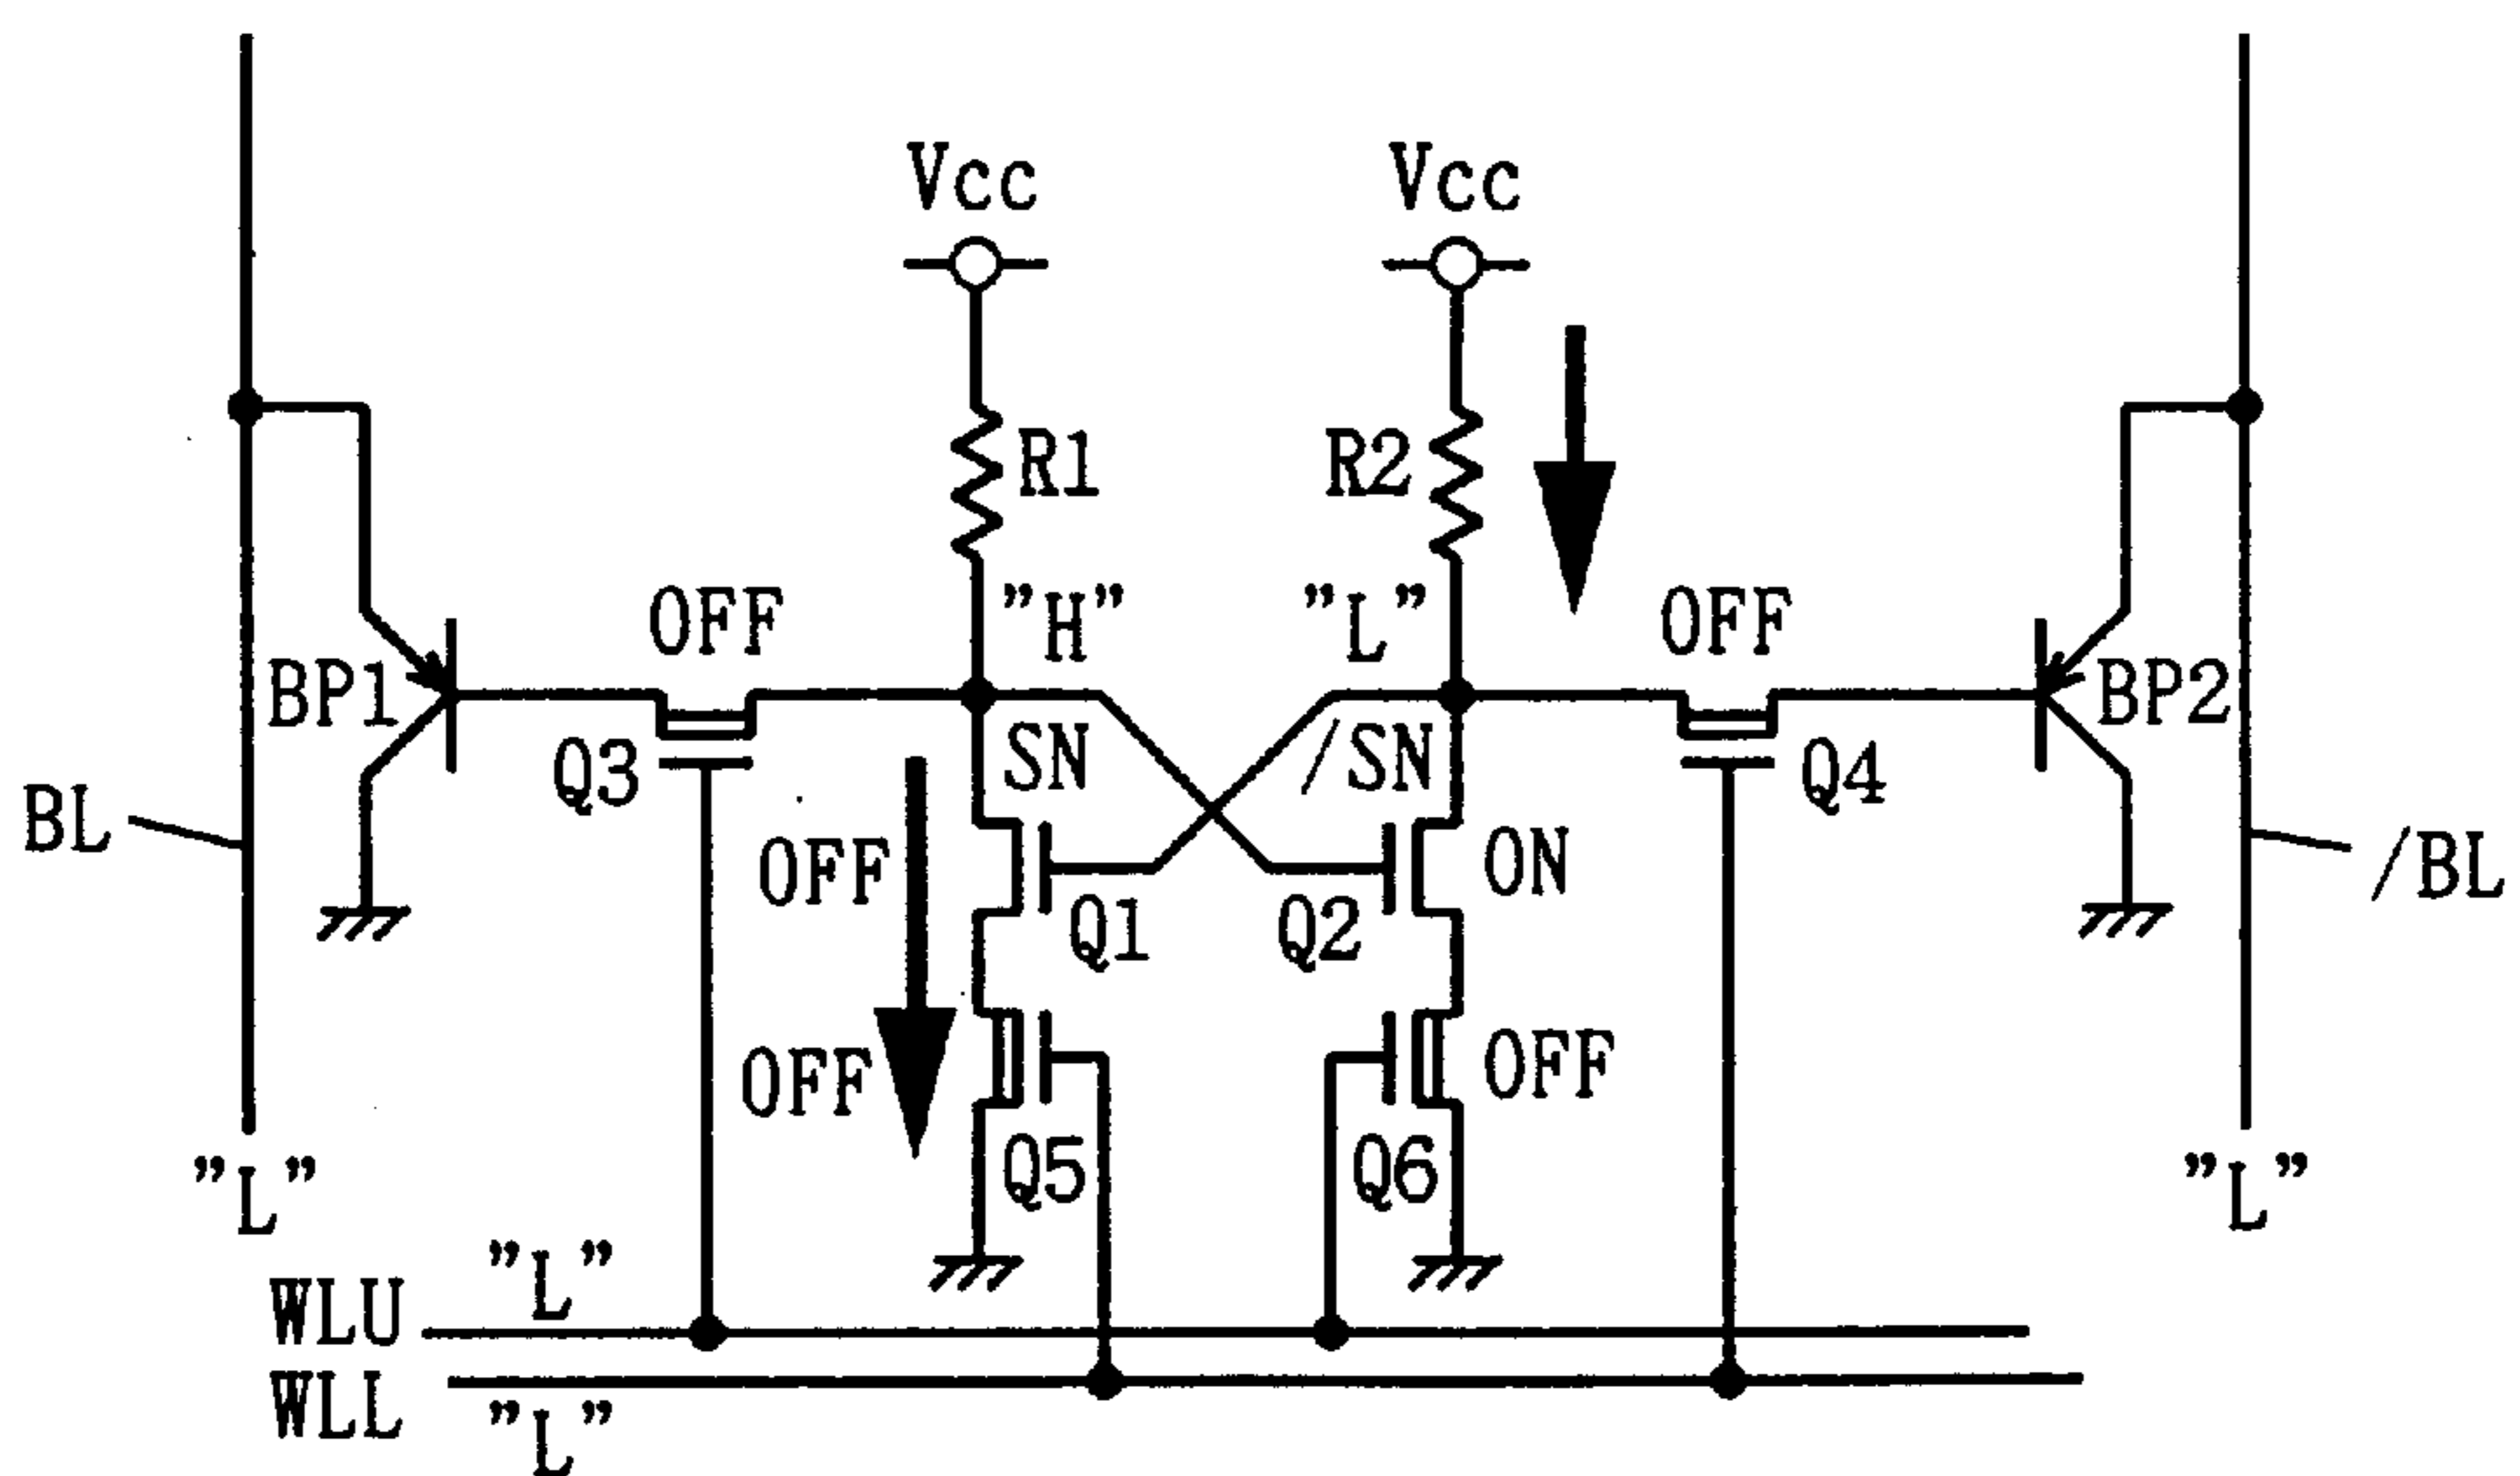 Vcc Vcc
R1 R2
OFF "H" "L" OFF
BP1 BP2
SN /SN
Q3 Q4
BL OFF ON /BL
Q1 Q2
OFF OFF
Q5 Q6
"L" "L"
WLU "L"
WLL "L"